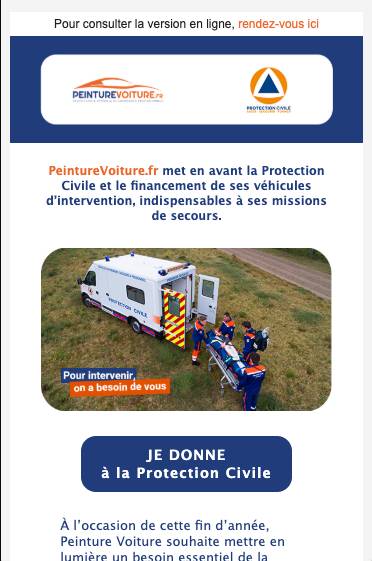 Pour consulter la version en ligne, rendez-vous ici
PEINTUREVOITURE.FR
PROTECTION CIVILE
AIDER - SECOURIR - FORMER
PeintureVoiture.fr met en avant la Protection
Civile et le financement de ses véhicules
d'intervention, indispensables à ses missions
de secours.
PROTECTION CIVILE
Pour intervenir,
on a besoin de vous
JE DONNE
à la Protection Civile
À l'occasion de cette fin d'année,
Peinture Voiture souhaite mettre en
lumière un besoin essentiel de la